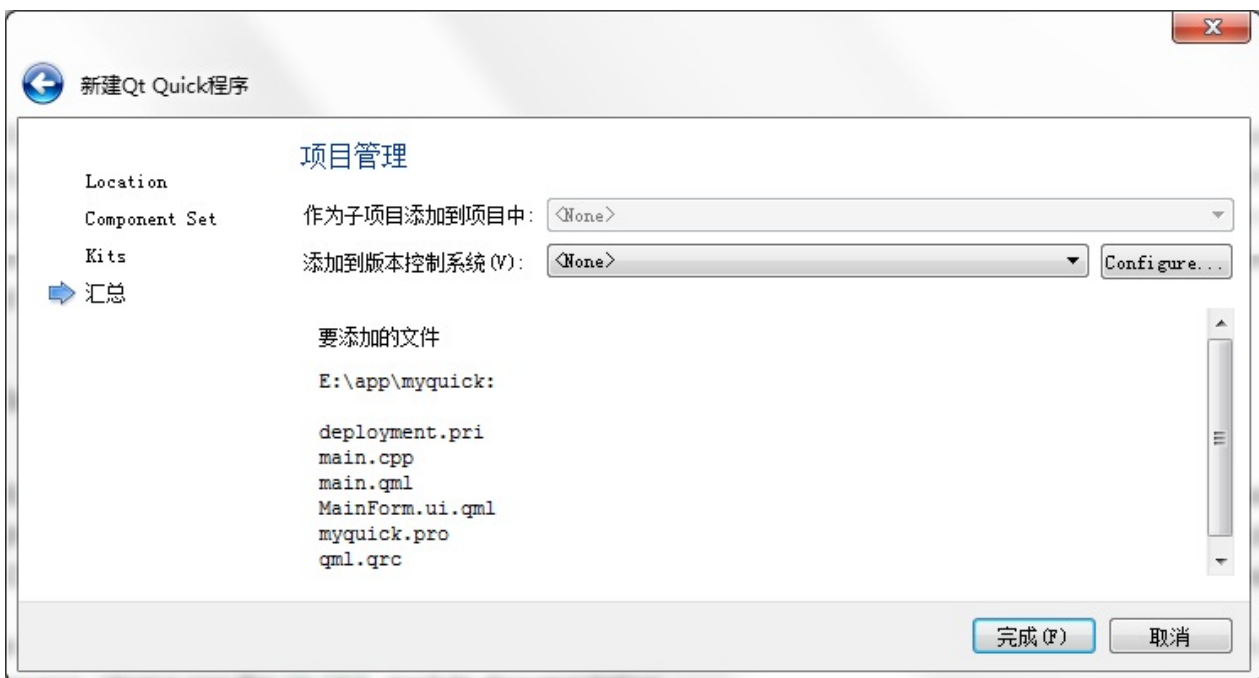 新建Qt Quick程序
Location
Component Set
Kits
汇总
项目管理
作为子项目添加到项目中: <None>
添加到版本控制系统(V): <None> Configure...
要添加的文件
E:\app\myquick:
deployment.pri
main.cpp
main.qml
MainForm.ui.qml
myquick.pro
qml.qrc
完成(F) 取消